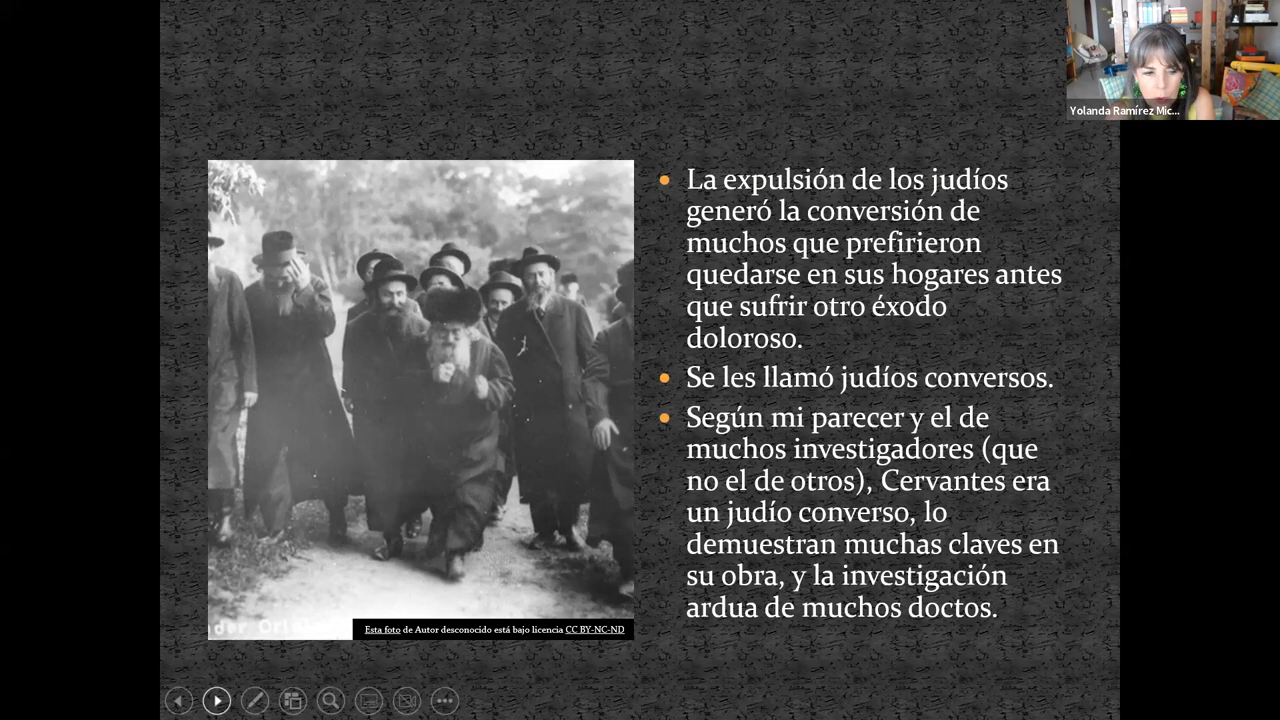 Yolanda Ramírez Mic...
La expulsión de los judíos
generó la conversión de
muchos que prefirieron
quedarse en sus hogares antes
que sufrir otro éxodo
doloroso.
Se les llamó judíos conversos.
Según mi parecer y el de
muchos investigadores (que
no el de otros), Cervantes era
un judío converso, lo
demuestran muchas claves en
su obra, y la investigación
ardua de muchos doctos.
Esta foto de Autor desconocido está bajo licencia CC BY-NC-ND